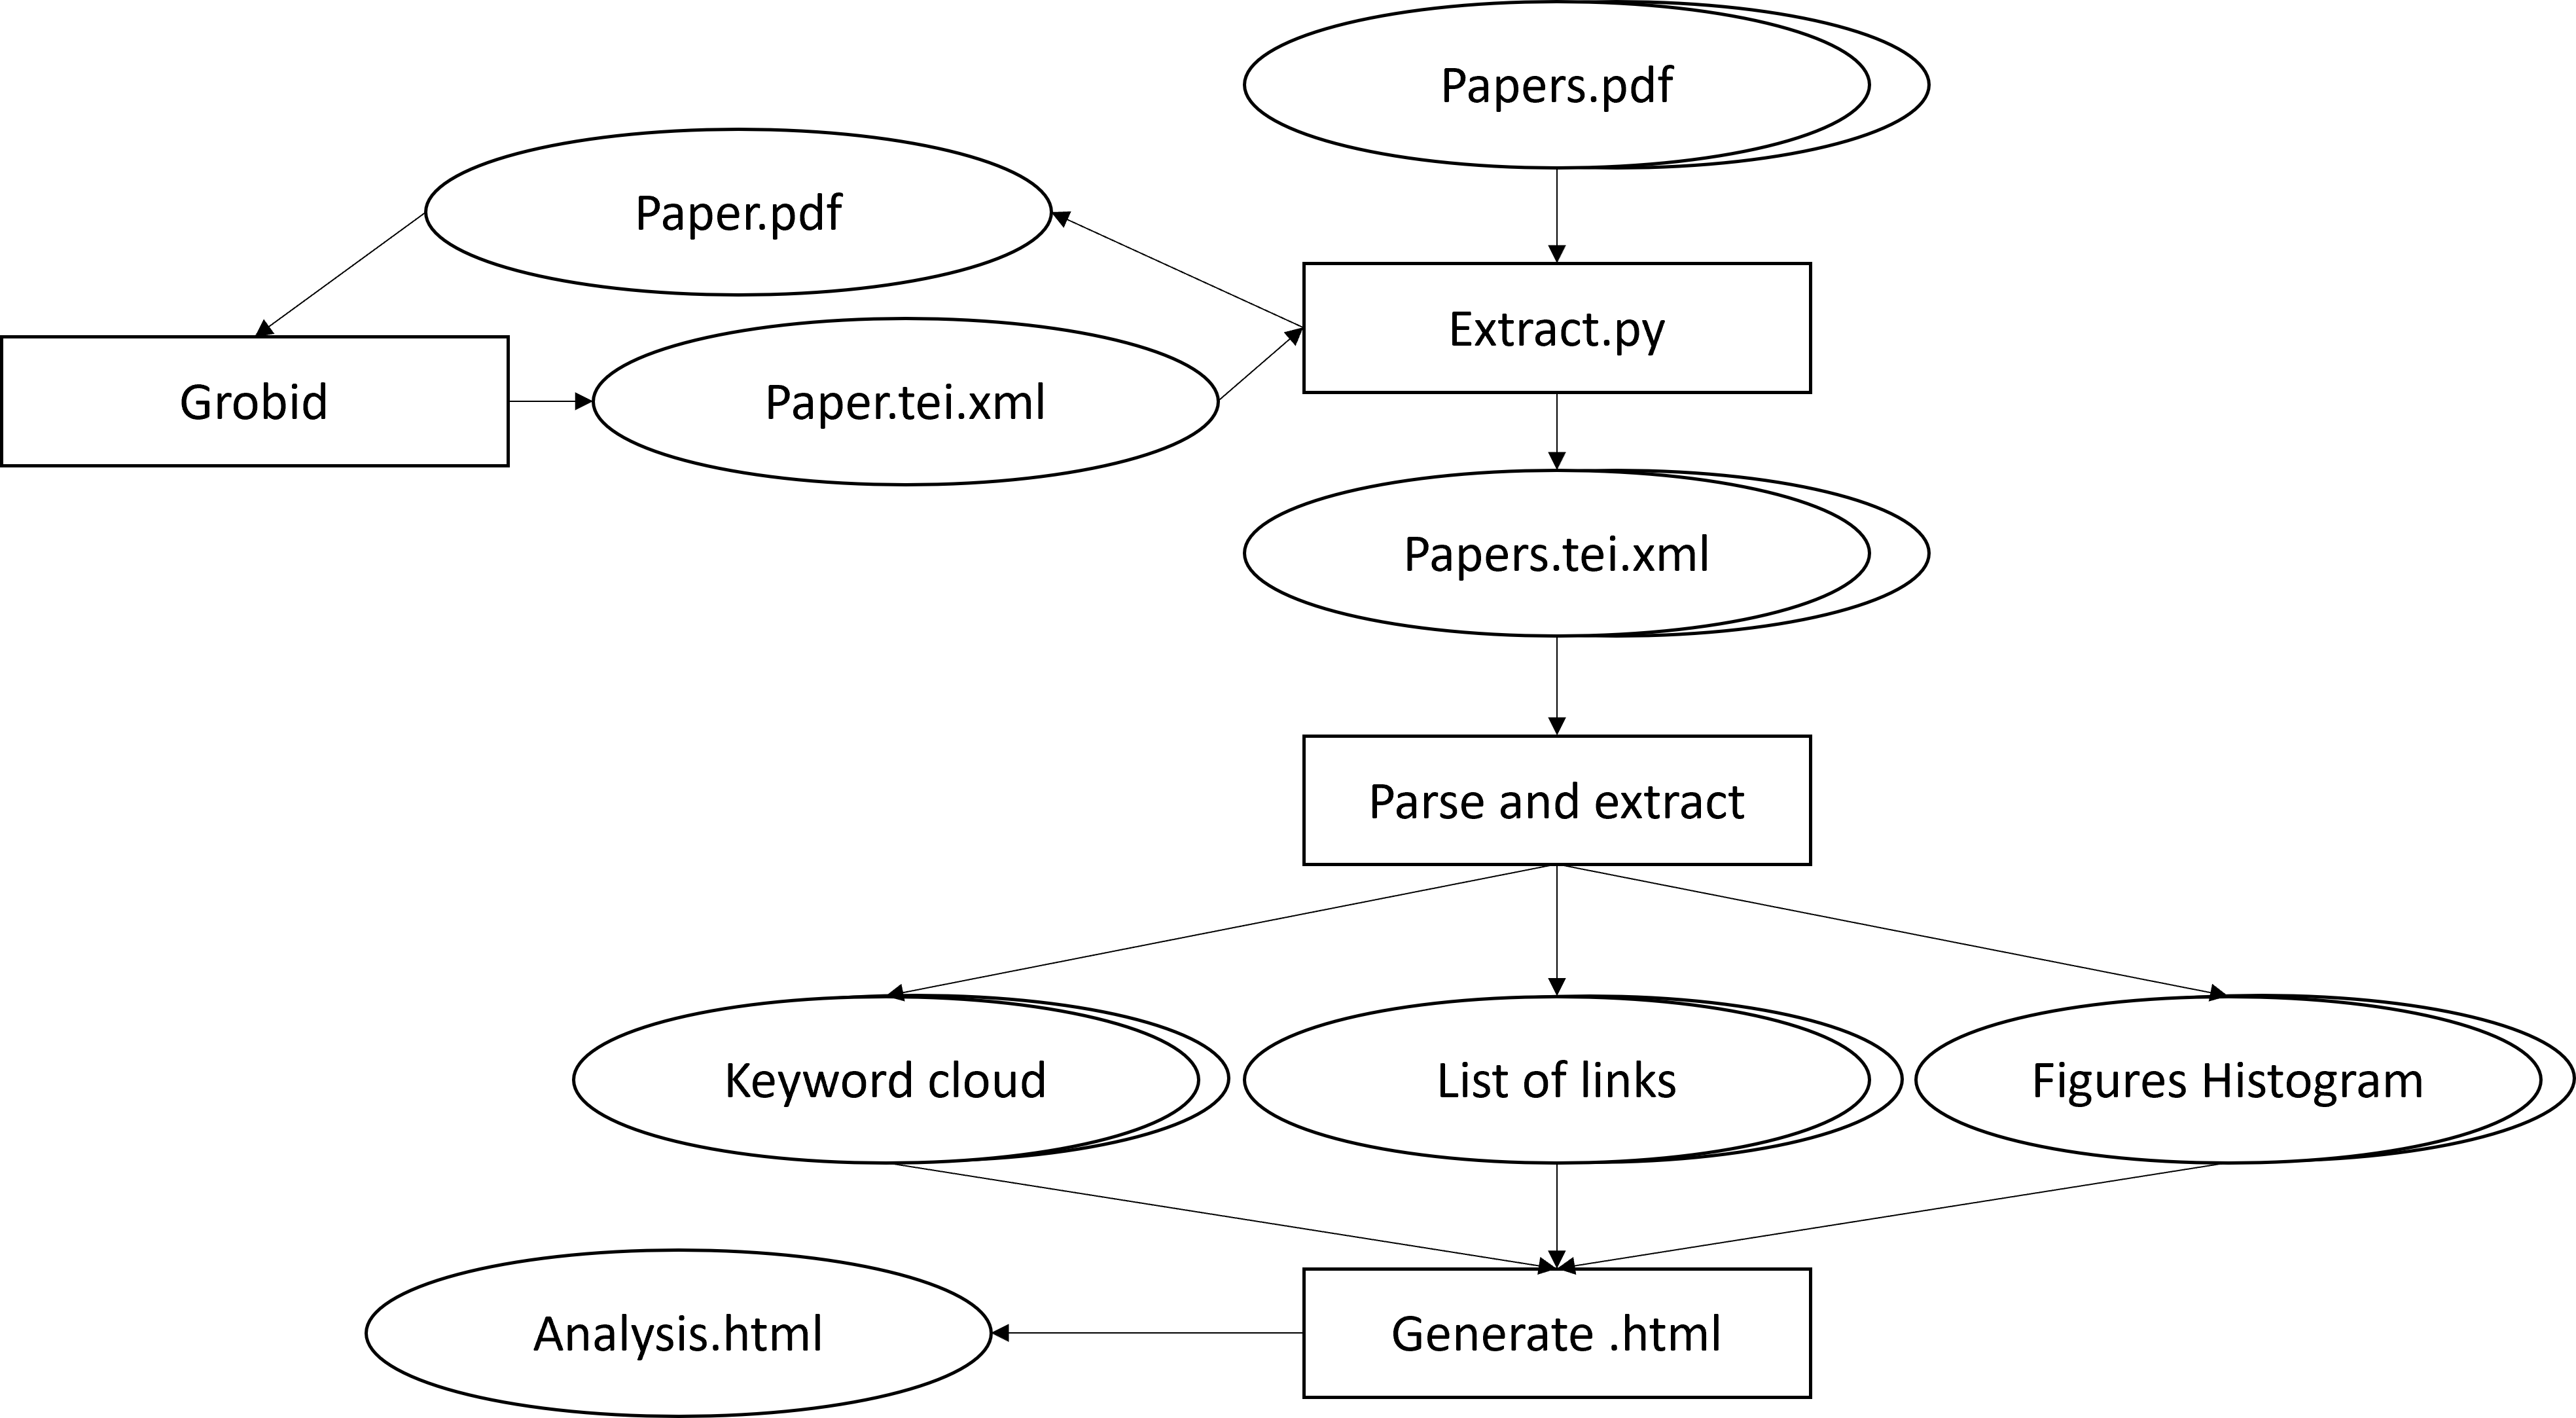 Papers.pdf
Paper.pdf
Extract.py
Grobid
Paper.tei.xml
Papers.tei.xml
Parse and extract
Keyword cloud
List of links
Figures Histogram
Analysis.html
Generate .html